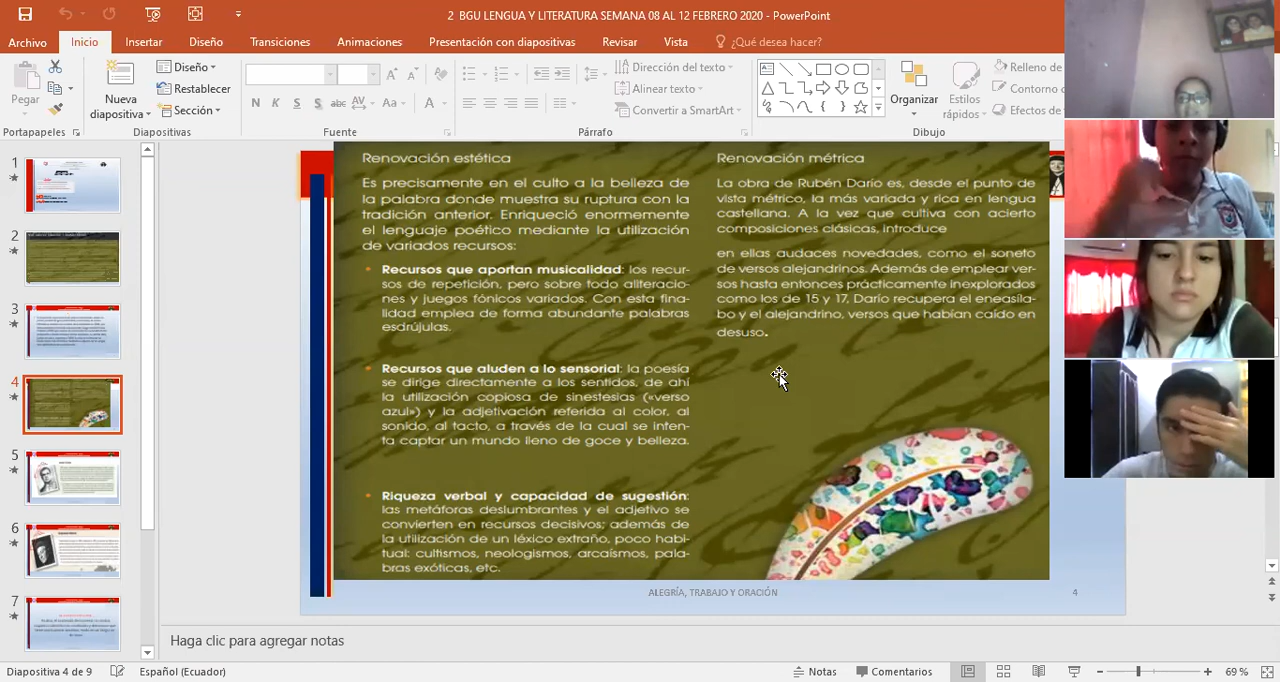 2 BGU LENGUA Y LITERATURA SEMANA 08 AL 12 FEBRERO 2020 - PowerPoint
Archivo Inicio Insertar Diseño Transiciones Animaciones Presentación con diapositivas Revisar Vista ¿Qué desea hacer?
Pegar
Nueva diapositiva
Diseño
Restablecer
Sección
N K S S abc AV Aa A
Dirección del texto
Alinear texto
Convertir a SmartArt
Organizar
Estilos rápidos
Relleno de
Contorno
Efectos de
Portapapeles Diapositivas Fuente Párrafo Dibujo
1
2
3
4
5
6
7
Renovación estética
Es precisamente en el culto a la belleza de
la palabra donde muestra su ruptura con la
tradición anterior. Enriqueció enormemente
el lenguaje poético mediante la utilización
de variados recursos:
• Recursos que aportan musicalidad: los recur-
sos de repetición, pero sobre todo aliteracio-
nes y juegos fónicos variados. Con esta fina-
lidad emplea de forma abundante palabras
esdrújulas.
• Recursos que aluden a lo sensorial: la poesía
se dirige directamente a los sentidos, de ahí
la utilización copiosa de sinestesias («verso
azul») y la adjetivación referida al color, al
sonido, al tacto, a través de la cual se inten-
ta captar un mundo lleno de goce y belleza.
• Riqueza verbal y capacidad de sugestión:
las metáforas deslumbrantes y el adjetivo se
convierten en recursos decisivos; además de
la utilización de un léxico extraño, poco habi-
tual: cultismos, neologismos, arcaísmos, pala-
bras exóticas, etc.
Renovación métrica
La obra de Rubén Darío es, desde el punto de
vista métrico, la más variada y rica en lengua
castellana. A la vez que cultiva con acierto
composiciones clásicas, introduce
en ellas audaces novedades, como el soneto
de versos alejandrinos. Además de emplear ver-
sos hasta entonces prácticamente inexplorados
como los de 15 y 17, Darío recupera el eneasíla-
bo y el alejandrino, versos que habían caído en
desuso.
ALEGRÍA, TRABAJO Y ORACIÓN 4
Haga clic para agregar notas
Diapositiva 4 de 9 Español (Ecuador) Notas Comentarios 69 %